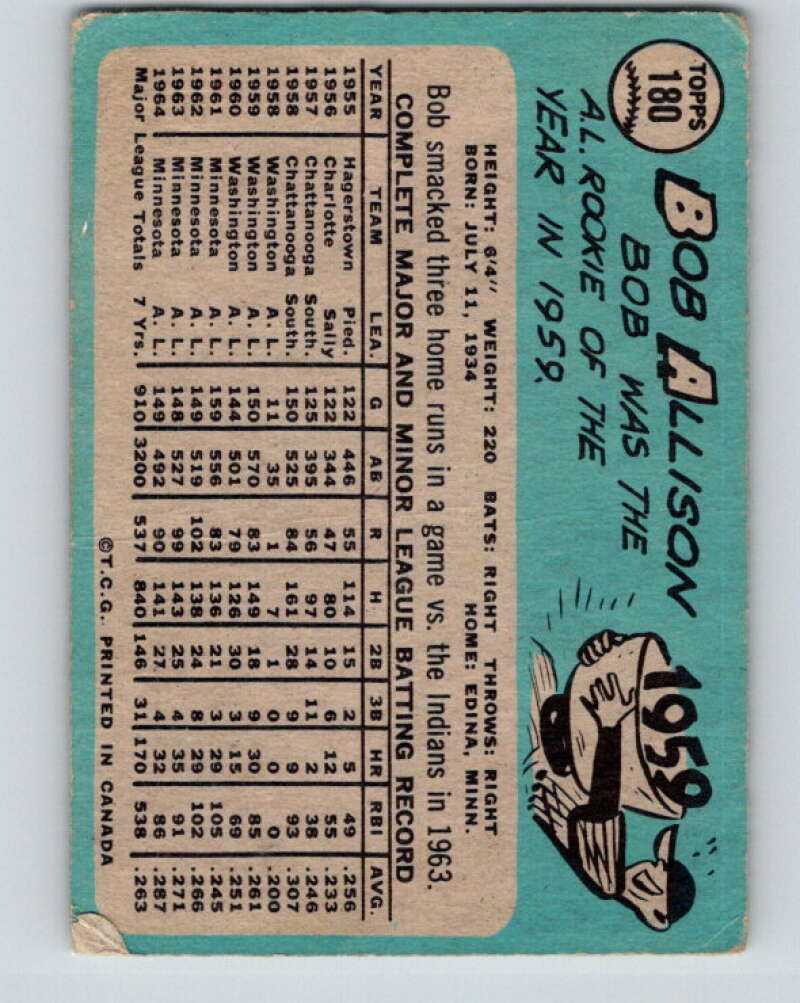 TOPPS
180
BOB ALLISON
BOB WAS THE
A.L. ROOKIE OF THE
YEAR IN 1959.
1959
HEIGHT: 6'4" WEIGHT: 220 BATS: RIGHT THROWS: RIGHT
BORN: JULY 11, 1934 HOME: EDINA, MINN.
Bob smacked three home runs in a game vs. the Indians in 1963.
COMPLETE MAJOR AND MINOR LEAGUE BATTING RECORD
YEAR TEAM LEA. G AB R H 2B 3B HR RBI AVG.
1955 Hagerstown Pied. 122 446 55 114 15 2 5 49 .256
1956 Charlotte Sally 122 344 47 80 10 6 12 55 .233
1957 Chattanooga South. 125 395 56 97 14 11 2 38 .246
1958 Chattanooga South. 150 525 84 161 28 9 9 93 .307
1958 Washington A. L. 11 35 1 7 1 0 0 0 .200
1959 Washington A. L. 150 570 83 149 18 9 30 85 .261
1960 Washington A. L. 144 501 79 126 30 3 15 69 .251
1961 Minnesota A. L. 159 556 83 136 21 3 29 105 .245
1962 Minnesota A. L. 149 519 102 138 24 8 29 102 .266
1963 Minnesota A. L. 148 527 99 143 25 4 35 91 .271
1964 Minnesota A. L. 149 492 90 141 27 4 32 86 .287
Major League Totals 7 Yrs. 910 3200 537 840 146 31 170 538 .263
©T.C.G. PRINTED IN CANADA